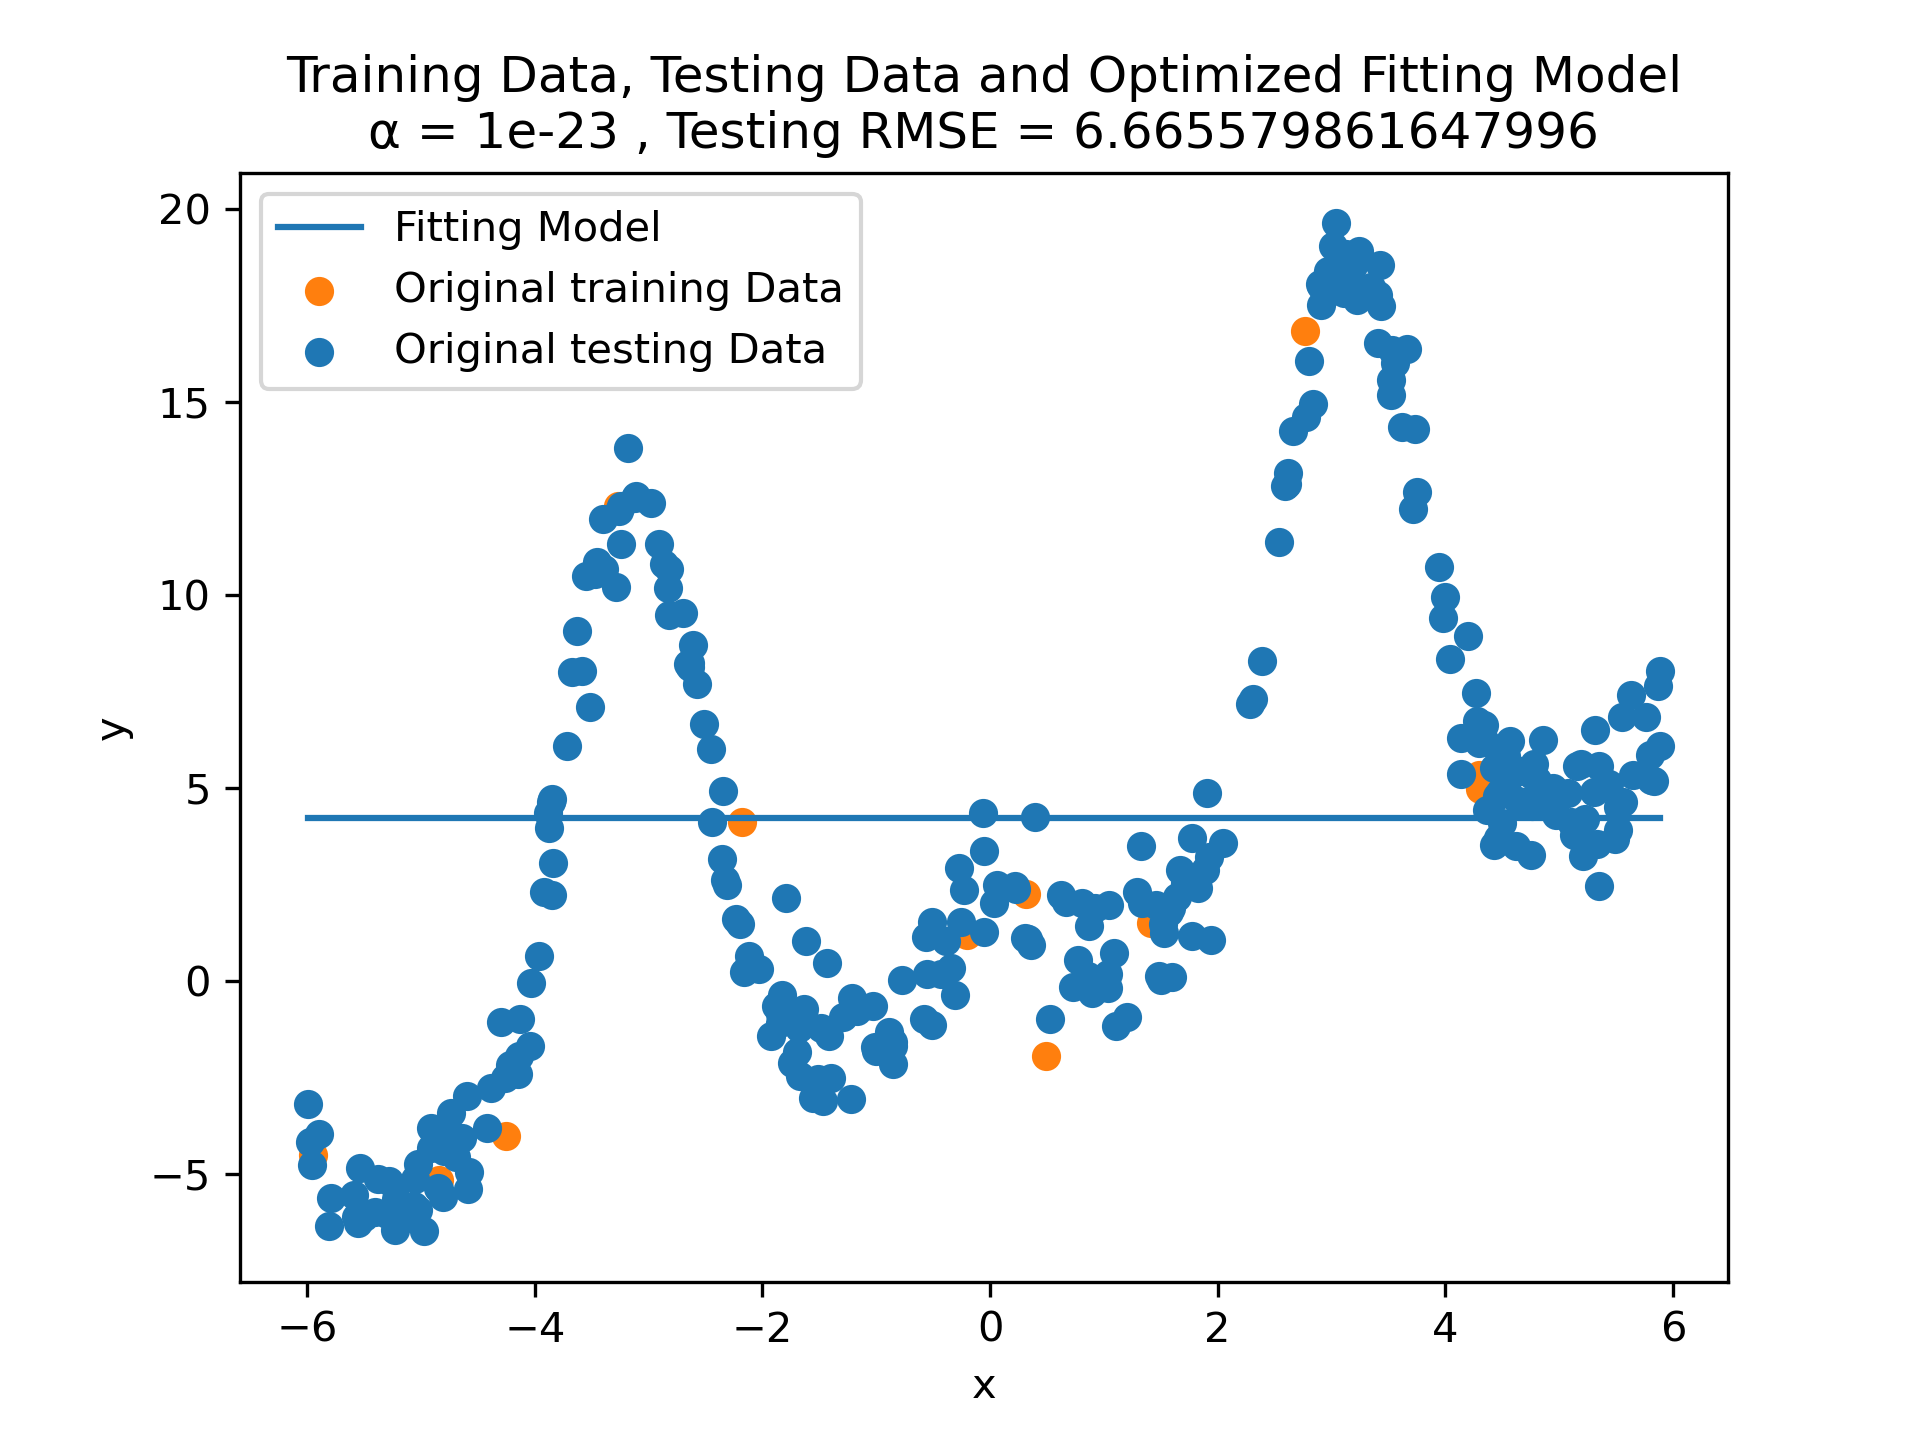 Training Data, Testing Data and Optimized Fitting Model
α = 1e-23 , Testing RMSE = 6.665579861647996
Fitting Model
Original training Data
Original testing Data
20
15
10
5
0
−5
y
−6 −4 −2 0 2 4 6
x